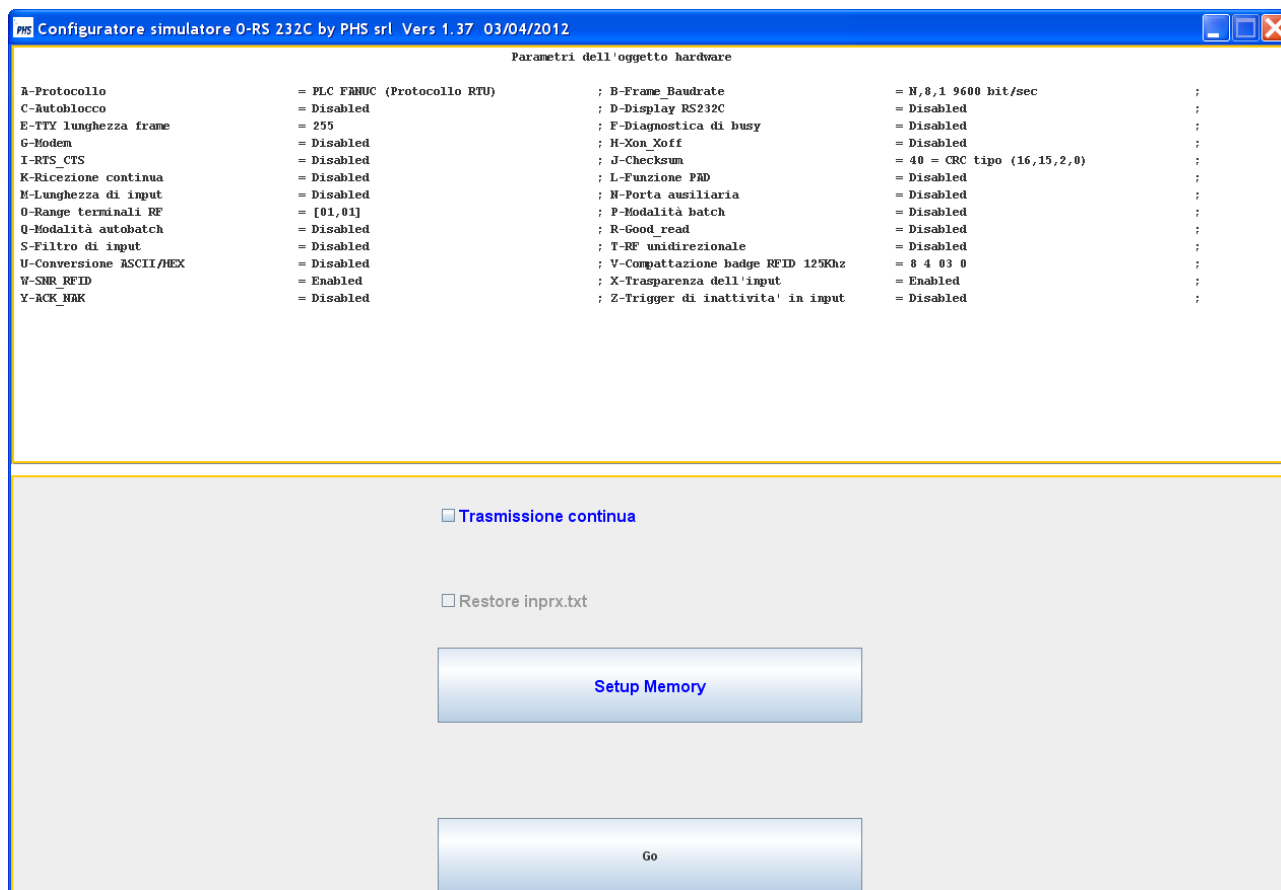 PHS Configuratore simulatore 0-RS 232C by PHS srl Vers 1.37 03/04/2012
Parametri dell'oggetto hardware
A-Protocollo = PLC FANUC (Protocollo RTU) ; B-Frame_Baudrate = N,8,1 9600 bit/sec ;
C-Autoblocco = Disabled ; D-Display RS232C = Disabled ;
E-TTY lunghezza frame = 255 ; F-Diagnostica di busy = Disabled ;
G-Modem = Disabled ; H-Xon_Xoff = Disabled ;
I-RTS_CTS = Disabled ; J-Checksum = 40 = CRC tipo (16,15,2,0) ;
K-Ricezione continua = Disabled ; L-Funzione PAD = Disabled ;
M-Lunghezza di input = Disabled ; N-Porta ausiliaria = Disabled ;
O-Range terminali RF = [01,01] ; P-Modalità batch = Disabled ;
Q-Modalità autobatch = Disabled ; R-Good_read = Disabled ;
S-Filtro di input = Disabled ; T-RF unidirezionale = Disabled ;
U-Conversione ASCII/HEX = Disabled ; V-Compattazione badge RFID 125Khz = 8 4 03 0 ;
W-SNR_RFID = Enabled ; X-Trasparenza dell'input = Enabled ;
Y-ACK_NAK = Disabled ; Z-Trigger di inattivita' in input = Disabled ;
Trasmissione continua
Restore inprx.txt
Setup Memory
Go